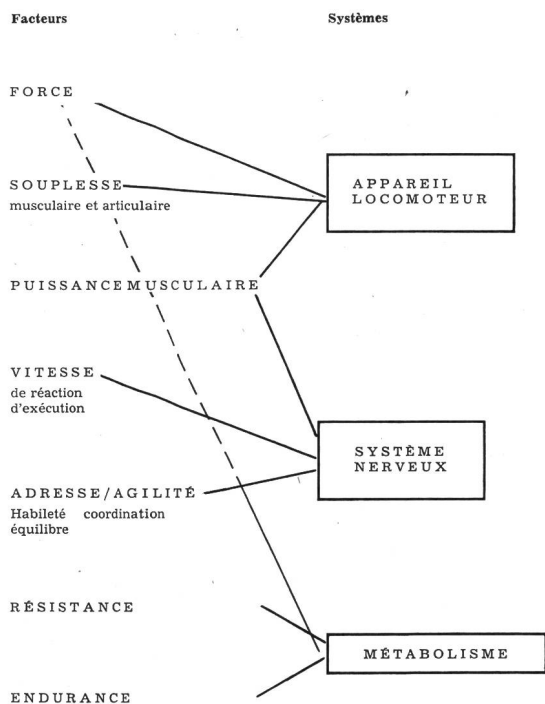 Facteurs
Systèmes
FORCE
SOUPLESSE
musculaire et articulaire
APPAREIL
LOCOMOTEUR
PUISSANCE MUSCULAIRE
VITESSE
de réaction
d'exécution
SYSTÈME
NERVEUX
ADRESSE/AGILITÉ
Habileté coordination
équilibre
RÉSISTANCE
MÉTABOLISME
ENDURANCE